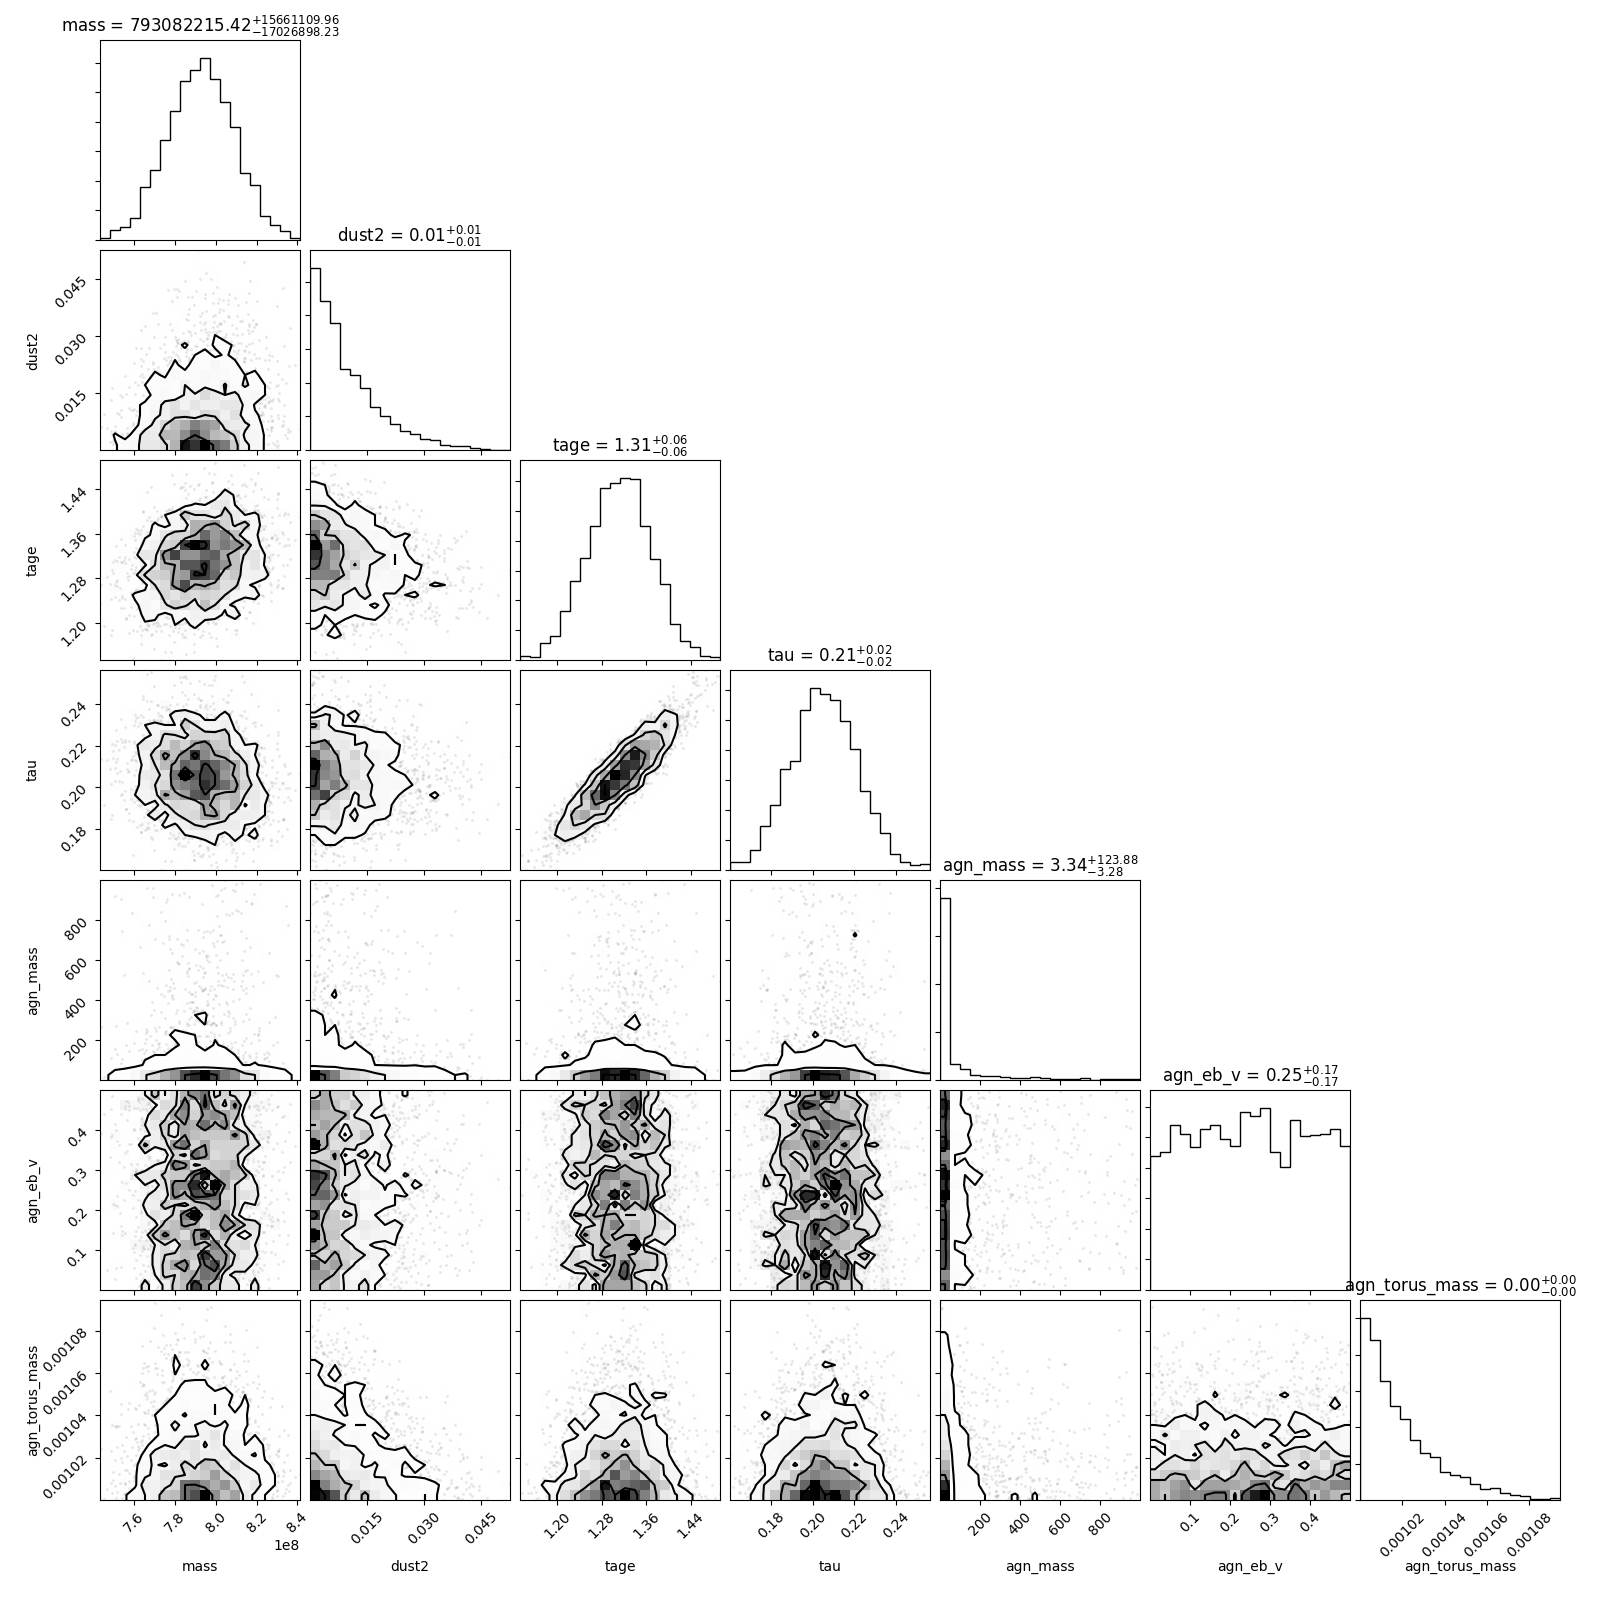 mass = 793082215.42+15661109.96−17026898.23
dust2 = 0.01+0.01−0.01
0.045
0.030
0.015
dust2
tage = 1.31+0.06−0.06
1.44
1.36
1.28
1.20
tage
tau = 0.21+0.02−0.02
0.24
0.22
0.20
0.18
tau
agn_mass = 3.34+123.88−3.28
800
600
400
200
agn_mass
agn_eb_v = 0.25+0.17−0.17
0.4
0.3
0.2
0.1
agn_eb_v
agn_torus_mass = 0.00+0.00−0.00
0.00108
0.00106
0.00104
0.00102
agn_torus_mass
7.6 7.8 8.0 8.2 8.4
1e8
mass
0.015 0.030 0.045
dust2
1.20 1.28 1.36 1.44
tage
0.18 0.20 0.22 0.24
tau
200 400 600 800
agn_mass
0.1 0.2 0.3 0.4
agn_eb_v
0.00102 0.00104 0.00106 0.00108
agn_torus_mass